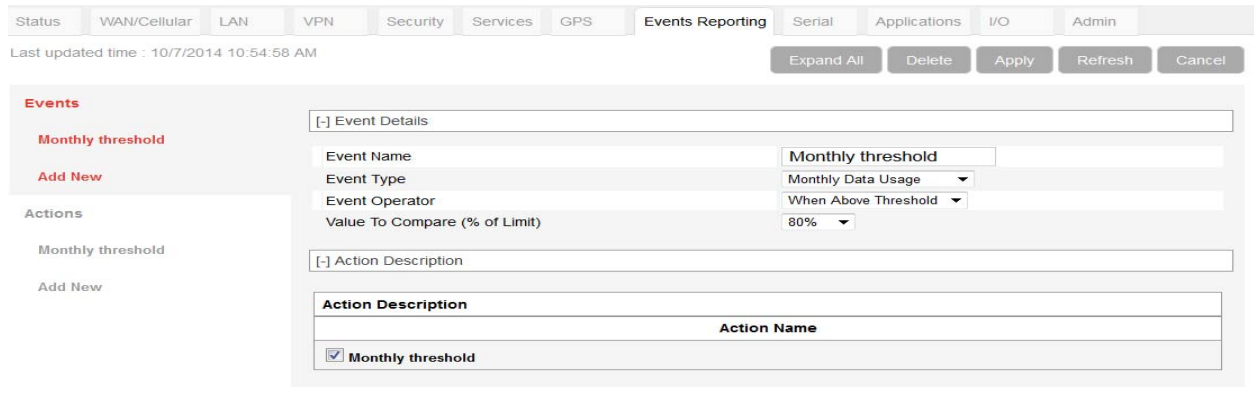 Status WAN/Cellular LAN VPN Security Services GPS Events Reporting Serial Applications I/O Admin
Last updated time : 10/7/2014 10:54:58 AM
Expand All Delete Apply Refresh Cancel
Events
Monthly threshold
Add New
Actions
Monthly threshold
Add New
[-] Event Details
Event Name Monthly threshold
Event Type Monthly Data Usage
Event Operator When Above Threshold
Value To Compare (% of Limit) 80%
[-] Action Description
Action Description
Action Name
Monthly threshold